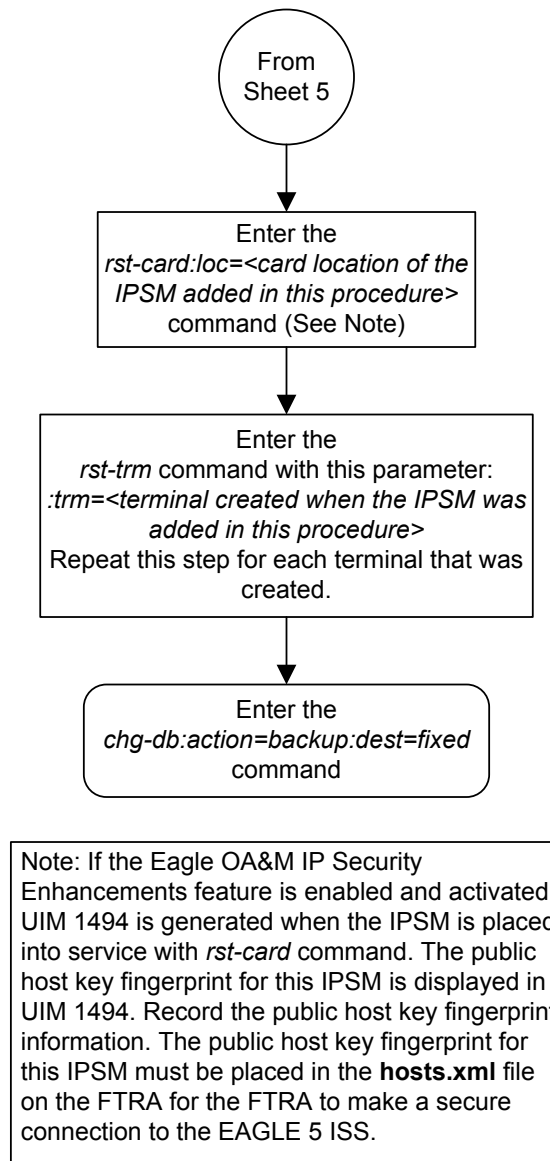 From
Sheet 5
Enter the
rst-card:loc=<card location of the
IPSM added in this procedure>
command (See Note)
Enter the
rst-trm command with this parameter:
:trm=<terminal created when the IPSM was
added in this procedure>
Repeat this step for each terminal that was
created.
Enter the
chg-db:action=backup:dest=fixed
command
Note: If the Eagle OA&M IP Security
Enhancements feature is enabled and activated
UIM 1494 is generated when the IPSM is placed
into service with rst-card command. The public
host key fingerprint for this IPSM is displayed in
UIM 1494. Record the public host key fingerprint
information. The public host key fingerprint for
this IPSM must be placed in the hosts.xml file
on the FTRA for the FTRA to make a secure
connection to the EAGLE 5 ISS.